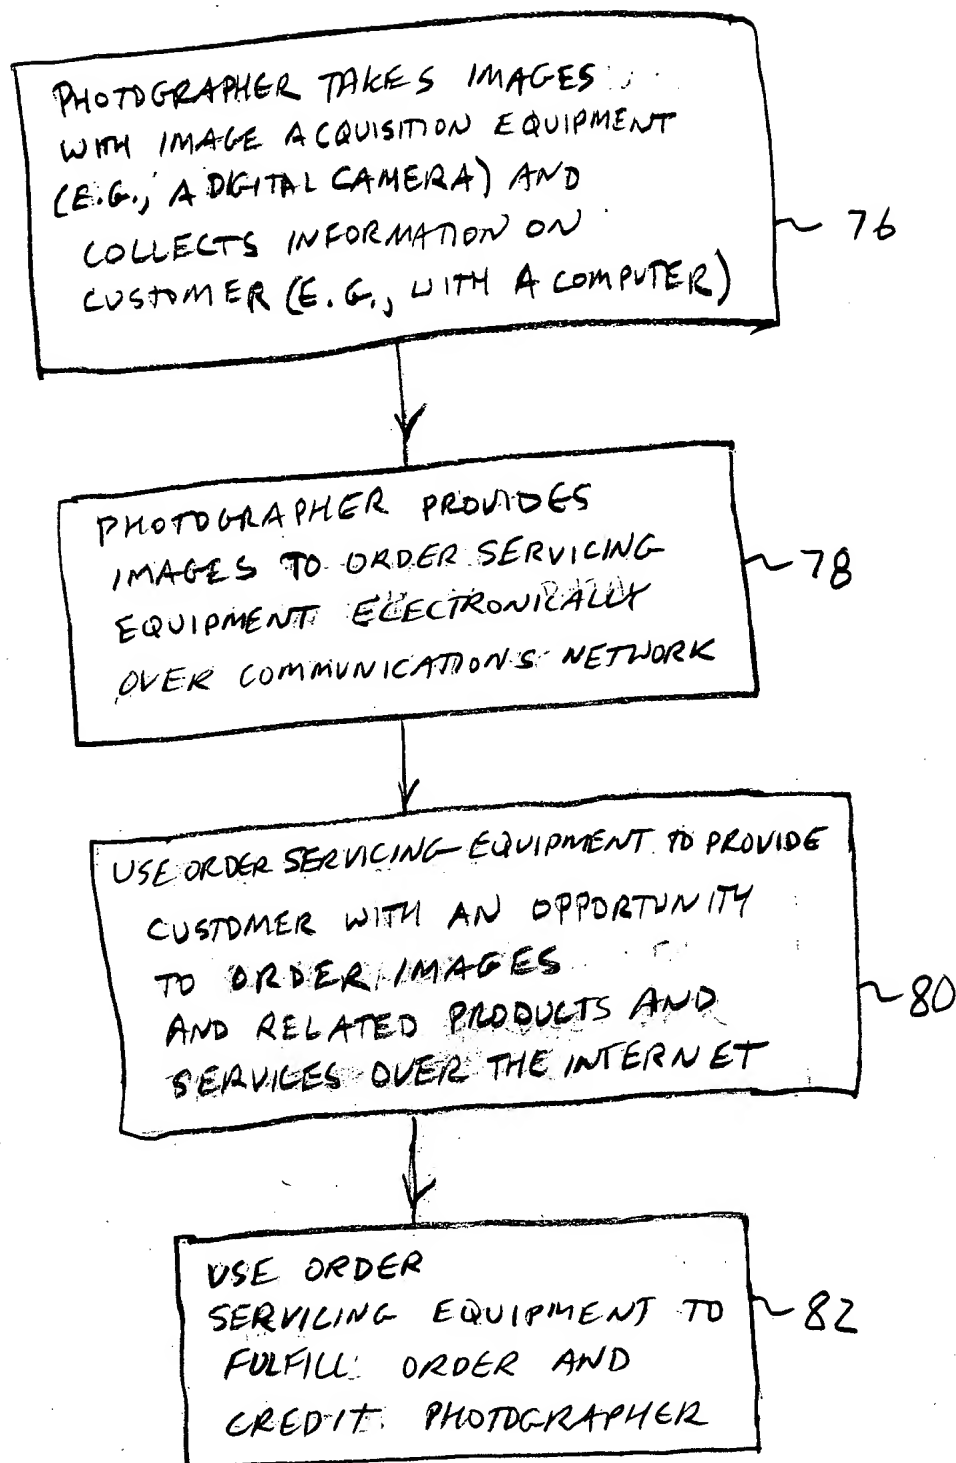 PHOTOGRAPHER TAKES IMAGES
WITH IMAGE ACQUISITION EQUIPMENT
(E.G., A DIGITAL CAMERA) AND
COLLECTS INFORMATION ON
CUSTOMER (E.G., WITH A COMPUTER)
76
PHOTOGRAPHER PROVIDES
IMAGES TO ORDER SERVICING
EQUIPMENT ELECTRONICALLY
OVER COMMUNICATIONS NETWORK
78
USE ORDER SERVICING EQUIPMENT TO PROVIDE
CUSTOMER WITH AN OPPORTUNITY
TO ORDER IMAGES
AND RELATED PRODUCTS AND
SERVICES OVER THE INTERNET
80
USE ORDER
SERVICING EQUIPMENT TO
FULFILL ORDER AND
CREDIT PHOTOGRAPHER
82